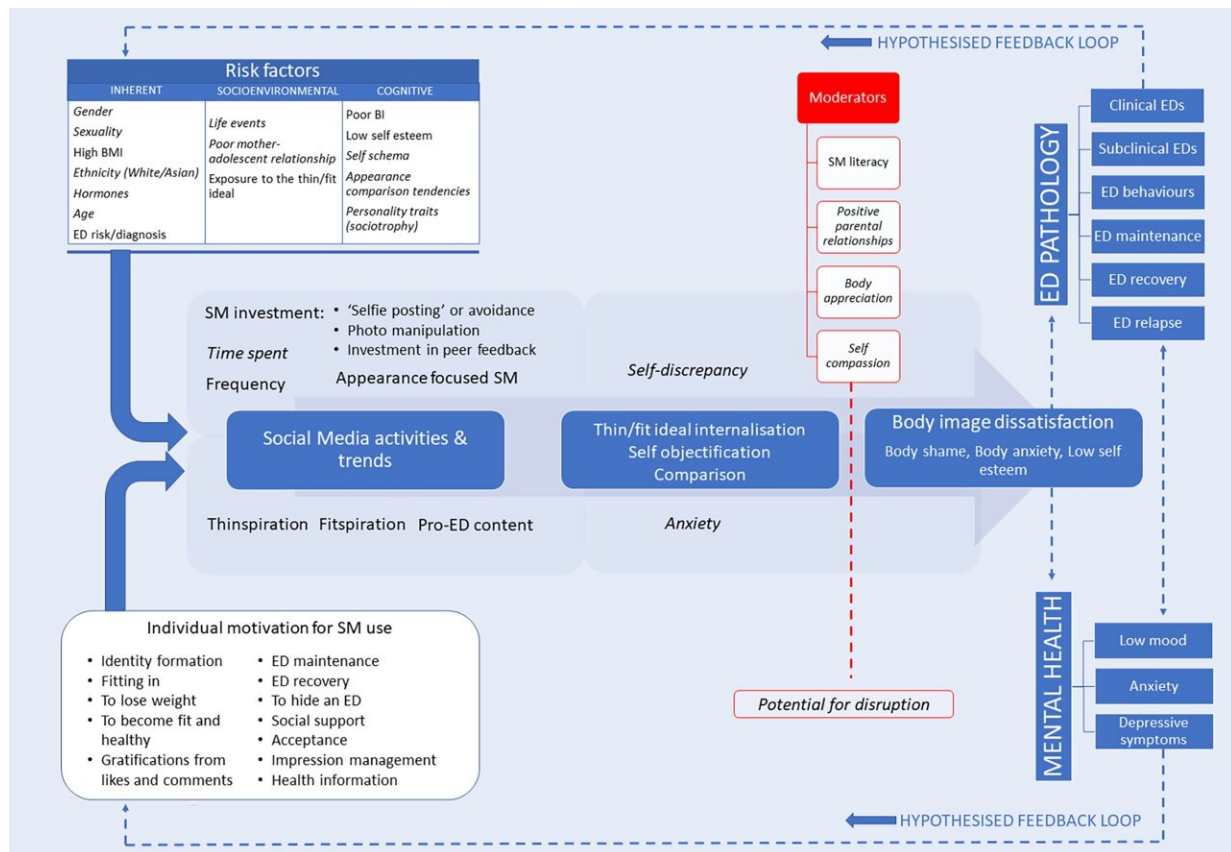 HYPOTHESISED FEEDBACK LOOP
Risk factors
INHERENT
Gender
Sexuality
High BMI
Ethnicity (White/Asian)
Hormones
Age
ED risk/diagnosis
SOCIOENVIRONMENTAL
Life events
Poor mother-
adolescent relationship
Exposure to the thin/fit
ideal
COGNITIVE
Poor BI
Low self esteem
Self schema
Appearance
comparison tendencies
Personality traits
(sociotrophy)
Moderators
SM literacy
Positive
parental
relationships
Body
appreciation
Self
compassion
ED PATHOLOGY
Clinical EDs
Subclinical EDs
ED behaviours
ED maintenance
ED recovery
ED relapse
SM investment:
• ‘Selfie posting’ or avoidance
• Photo manipulation
• Investment in peer feedback
Time spent
Frequency
Appearance focused SM
Self-discrepancy
Social Media activities &
trends
Thin/fit ideal internalisation
Self objectification
Comparison
Body image dissatisfaction
Body shame, Body anxiety, Low self
esteem
Thinspiration
Fitspiration
Pro-ED content
Anxiety
Individual motivation for SM use
• Identity formation
• Fitting in
• To lose weight
• To become fit and
healthy
• Gratifications from
likes and comments
• ED maintenance
• ED recovery
• To hide an ED
• Social support
• Acceptance
• Impression management
• Health information
Potential for disruption
MENTAL HEALTH
Low mood
Anxiety
Depressive
symptoms
HYPOTHESISED FEEDBACK LOOP